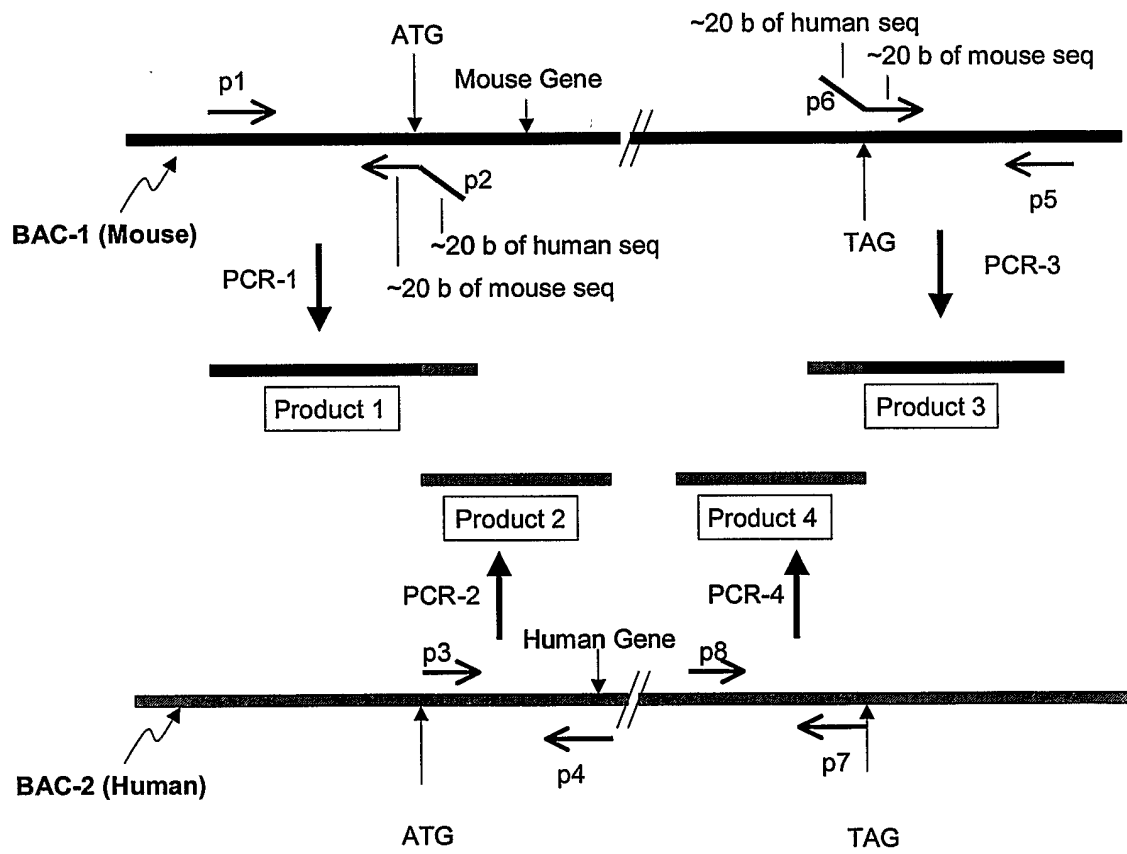 ~20 b of human seq
~20 b of mouse seq
ATG
Mouse Gene
p1
p6
p2
p5
BAC-1 (Mouse)
~20 b of human seq
~20 b of mouse seq
TAG
PCR-1
PCR-3
Product 1
Product 3
Product 2
Product 4
PCR-2
PCR-4
Human Gene
p3
p8
p4
p7
BAC-2 (Human)
ATG
TAG